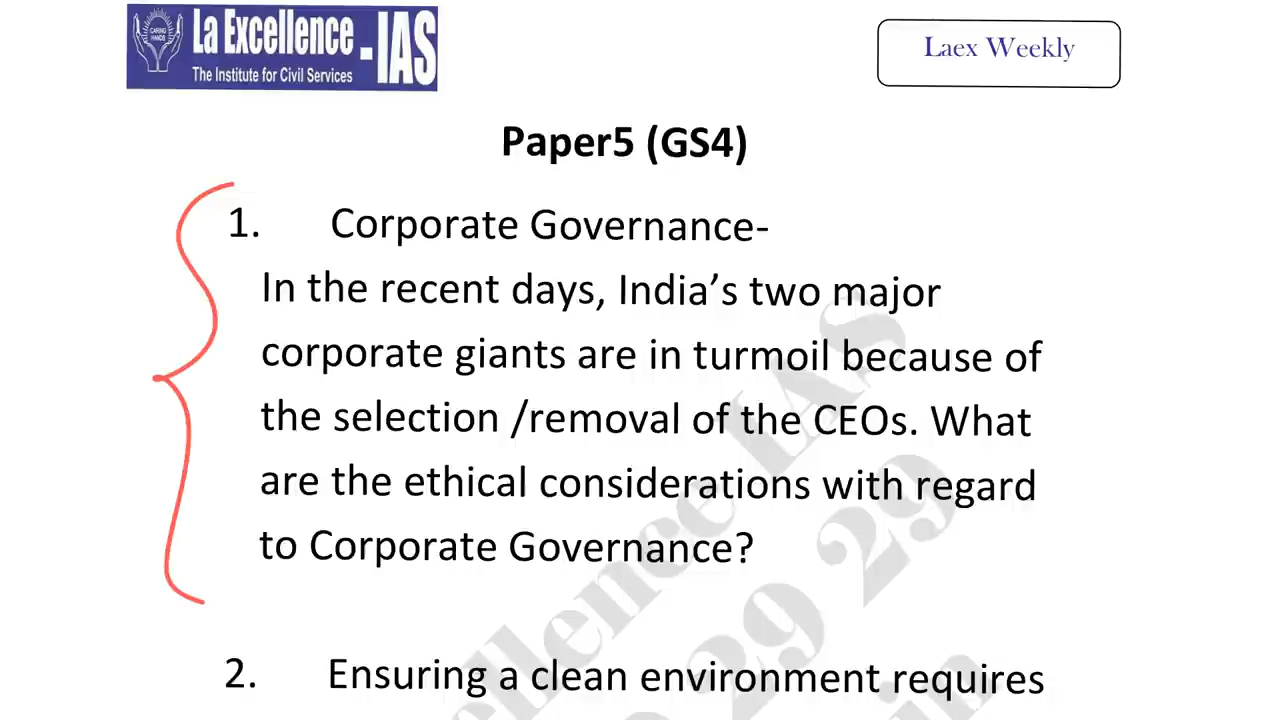 La Excellence -IAS
CARING HANDS
The Institute for Civil Services
Laex Weekly
Paper5 (GS4)
1. Corporate Governance-
In the recent days, India’s two major
corporate giants are in turmoil because of
the selection /removal of the CEOs. What
are the ethical considerations with regard
to Corporate Governance?
2. Ensuring a clean environment requires